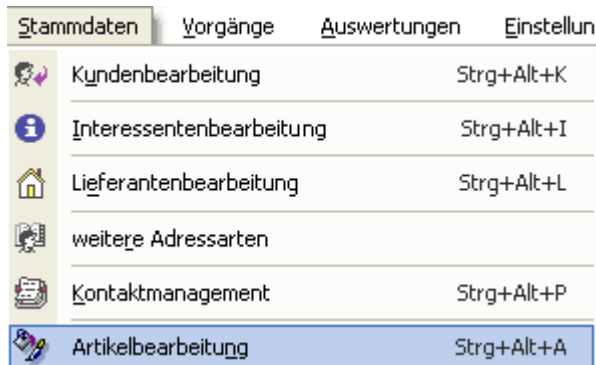 Stammdaten Vorgänge Auswertungen Einstellun
Kundenbearbeitung Strg+Alt+K
Interessentenbearbeitung Strg+Alt+I
Lieferantenbearbeitung Strg+Alt+L
weitere Adressarten
Kontaktmanagement Strg+Alt+P
Artikelbearbeitung Strg+Alt+A